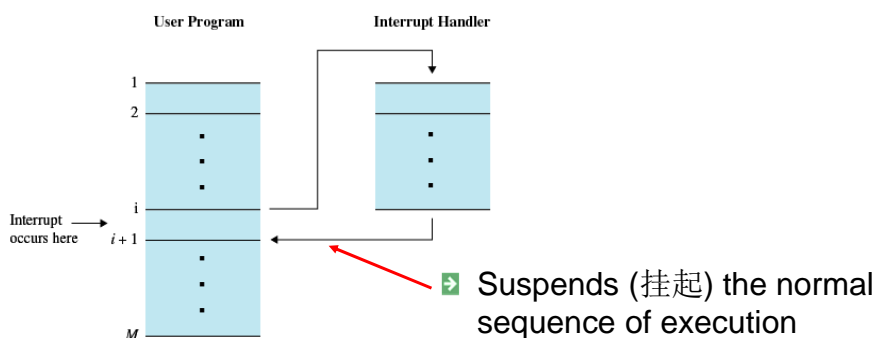 User Program
Interrupt Handler
1
2
i
Interrupt
occurs here
i + 1
M
Suspends (挂起) the normal
sequence of execution